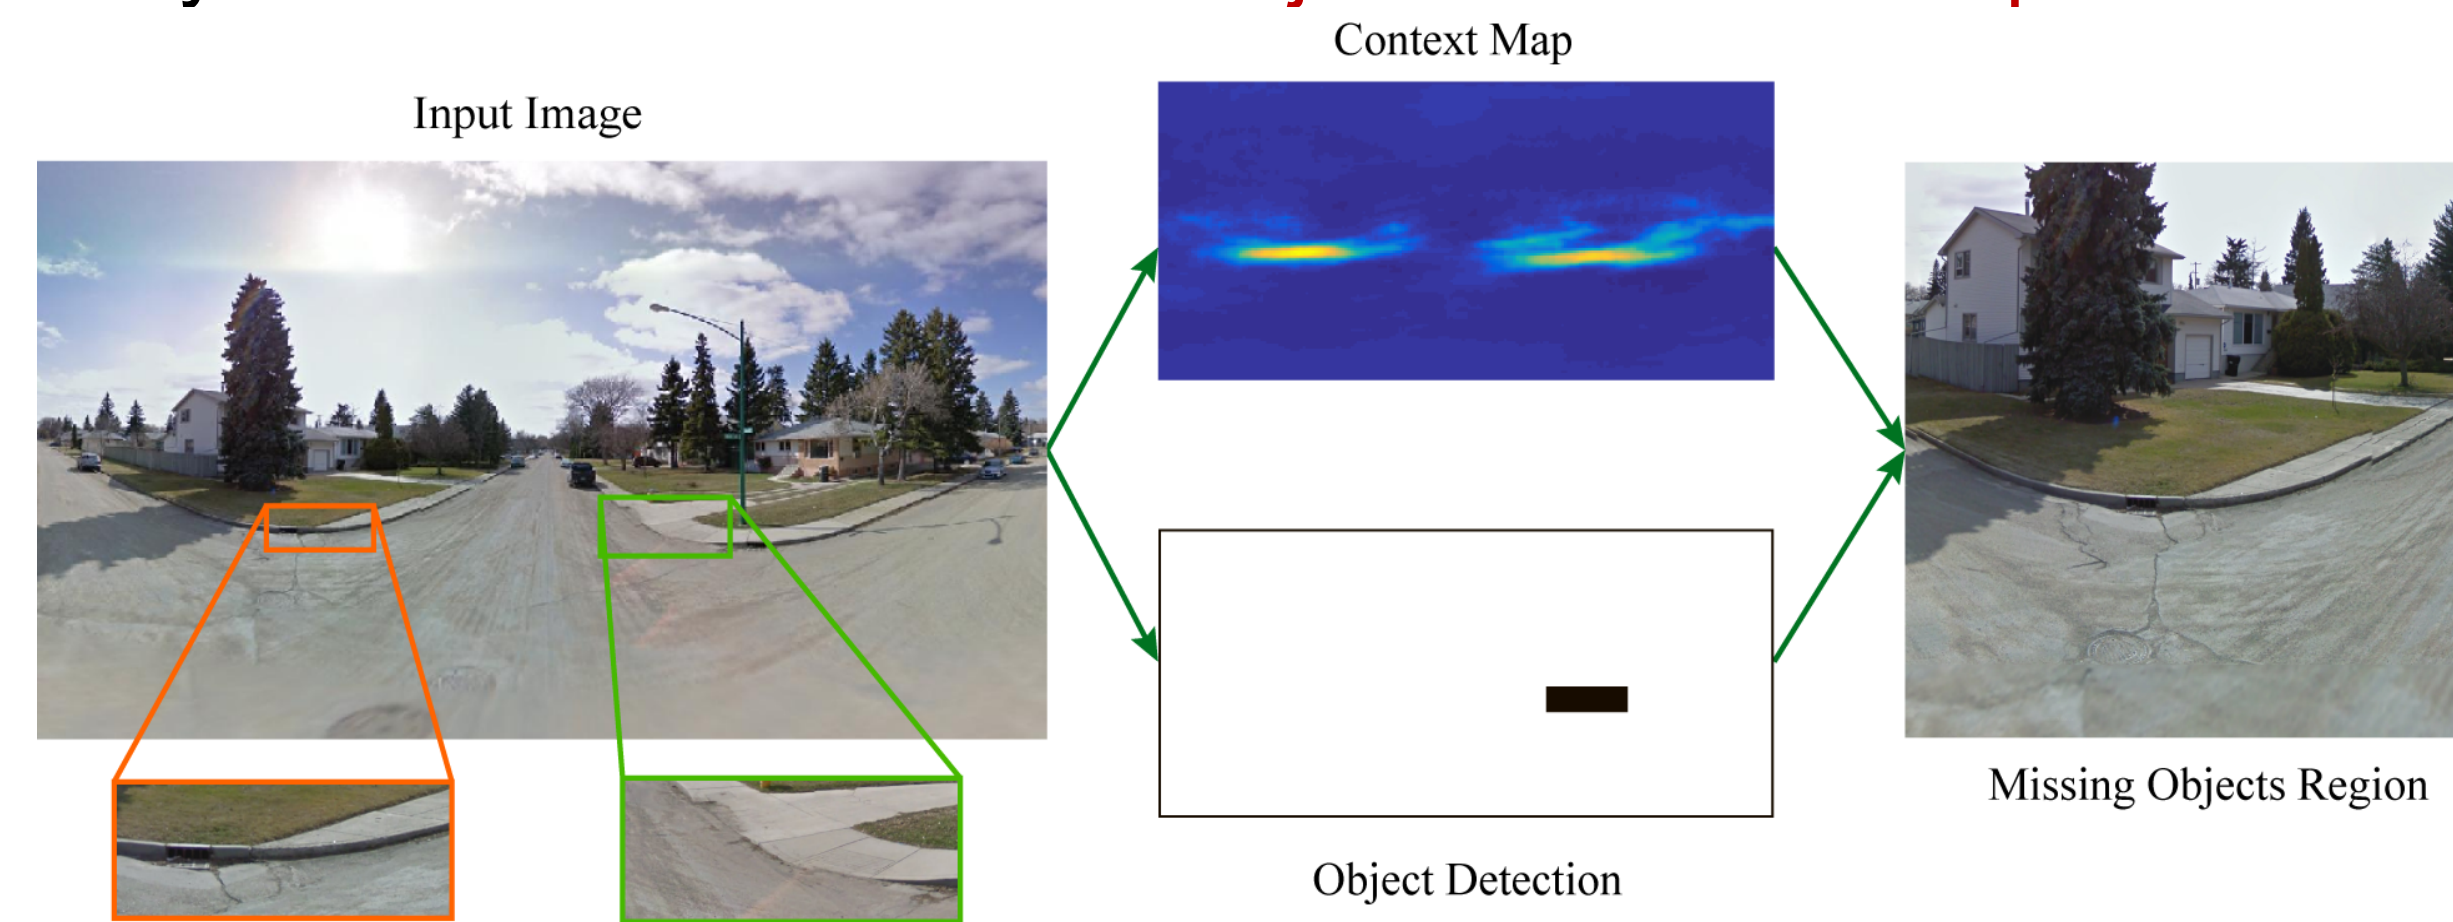 Context Map
Input Image
Missing Objects Region
Object Detection